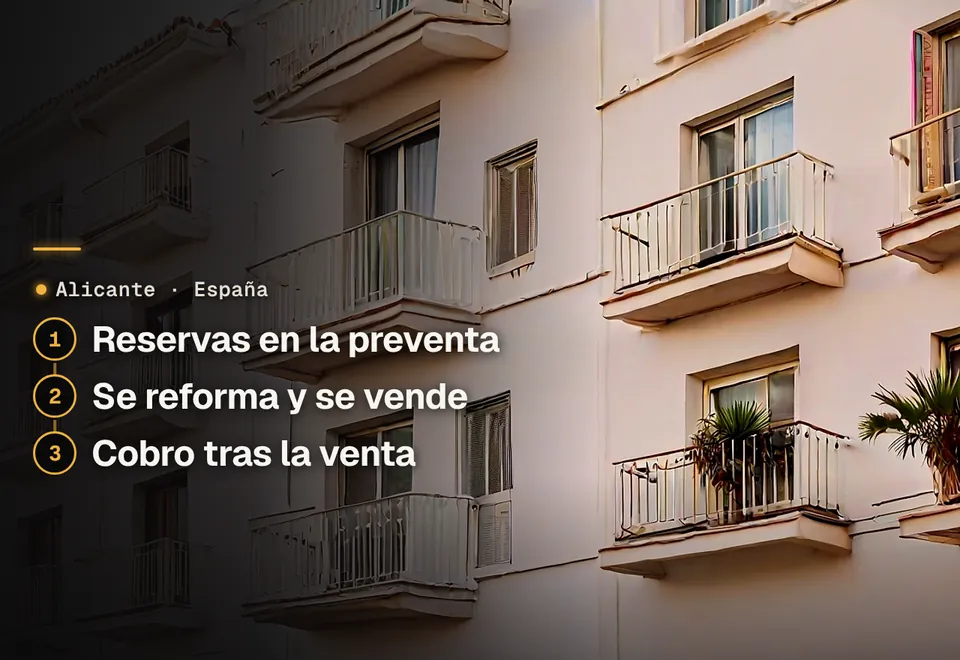 Alicante · España
1 Reservas en la preventa
2 Se reforma y se vende
3 Cobro tras la venta